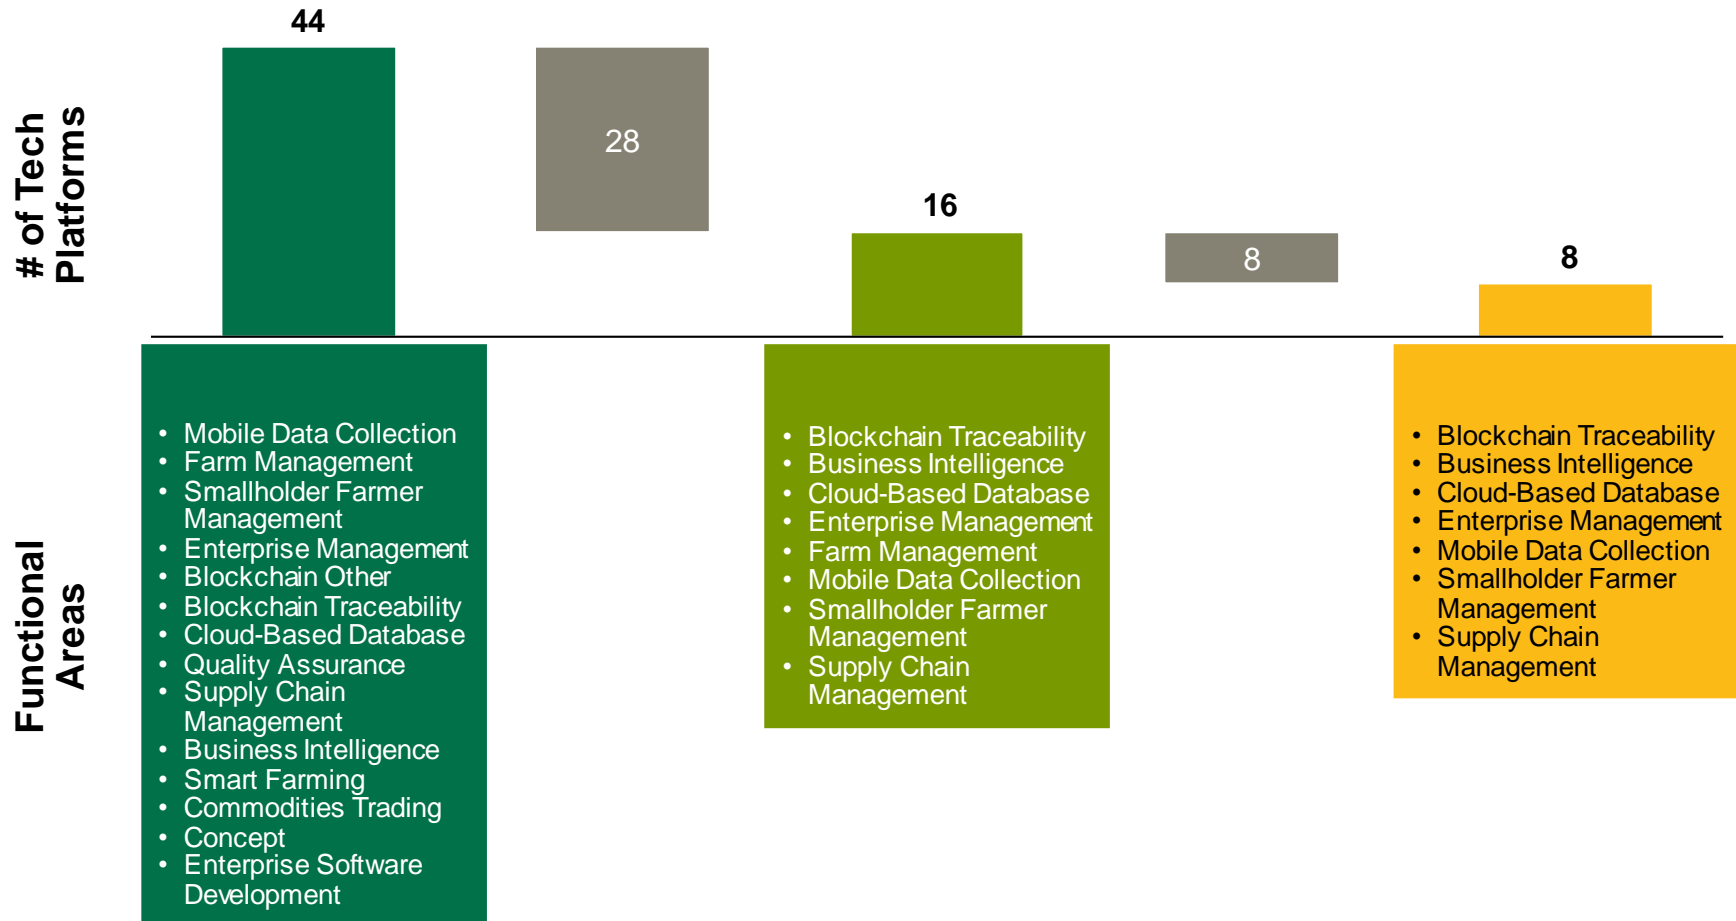 44
28
16
8
8
# of Tech
Platforms
Functional
Areas
• Mobile Data Collection
• Farm Management
• Smallholder Farmer
Management
• Enterprise Management
• Blockchain Other
• Blockchain Traceability
• Cloud-Based Database
• Quality Assurance
• Supply Chain
Management
• Business Intelligence
• Smart Farming
• Commodities Trading
• Concept
• Enterprise Software
Development
• Blockchain Traceability
• Business Intelligence
• Cloud-Based Database
• Enterprise Management
• Farm Management
• Mobile Data Collection
• Smallholder Farmer
Management
• Supply Chain
Management
• Blockchain Traceability
• Business Intelligence
• Cloud-Based Database
• Enterprise Management
• Mobile Data Collection
• Smallholder Farmer
Management
• Supply Chain
Management